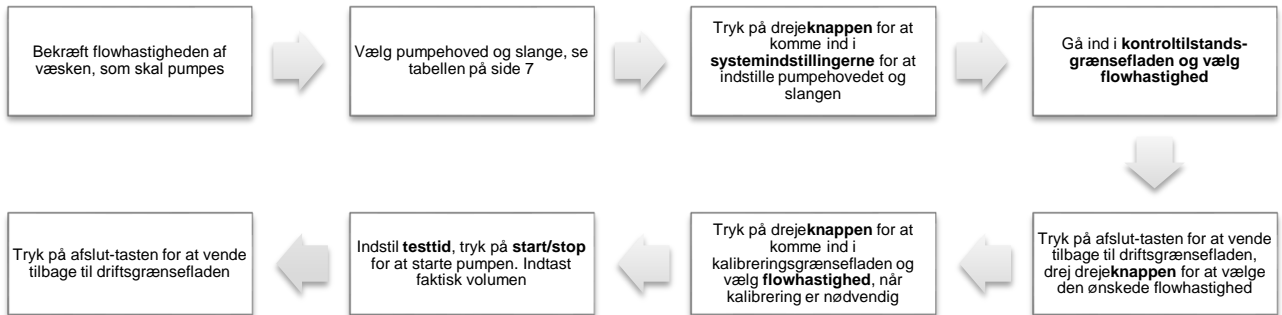 Bekræft flowhastigheden af
væsken, som skal pumpes
Vælg pumpehoved og slange, se
tabellen på side 7
Tryk på drejeknappen for at
komme ind i
systemindstillingerne for at
indstille pumpehovedet og
slangen
Gå ind i kontroltilstands-
grænsefladen og vælg
flowhastighed
Tryk på afslut-tasten for at vende
tilbage til driftsgrænsefladen,
drej drejeknappen for at vælge
den ønskede flowhastighed
Tryk på drejeknappen for at
komme ind i
kalibreringsgrænsefladen og
vælg flowhastighed, når
kalibrering er nødvendig
Indstil testtid, tryk på start/stop
for at starte pumpen. Indtast
faktisk volumen
Tryk på afslut-tasten for at vende
tilbage til driftsgrænsefladen